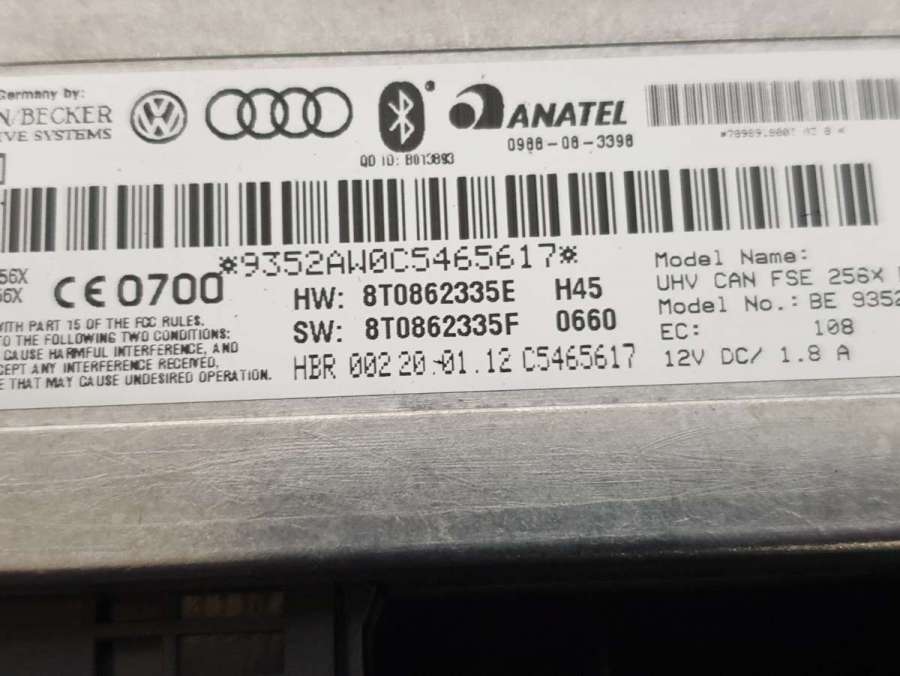 Germany by:
N/BECKER
IVE SYSTEMS
ANATEL
0988-08-3398
QD ID: B013893
*9352AW0C5465617*
56X
56X
CE 0700
HW: 8T0862335E H45
SW: 8T0862335F 0660
HBR 002 20-01.12 C5465617
Model Name:
UHV CAN FSE 256X
Model No.: BE 9352
EC: 108
12V DC/ 1.8 A
WITH PART 15 OF THE FCC RULES.
TO THE FOLLOWING TWO CONDITIONS:
CAUSE HARMFUL INTERFERENCE, AND
CEPT ANY INTERFERENCE RECEIVED,
E THAT MAY CAUSE UNDESIRED OPERATION.